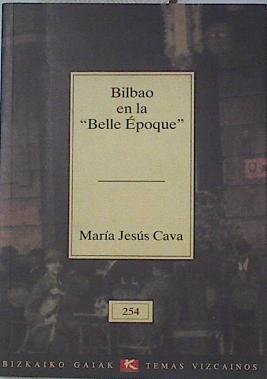 Bilbao
en la
“Belle Époque”
María Jesús Cava
254
BIZKAIKO GAIAK K TEMAS VIZCAINOS